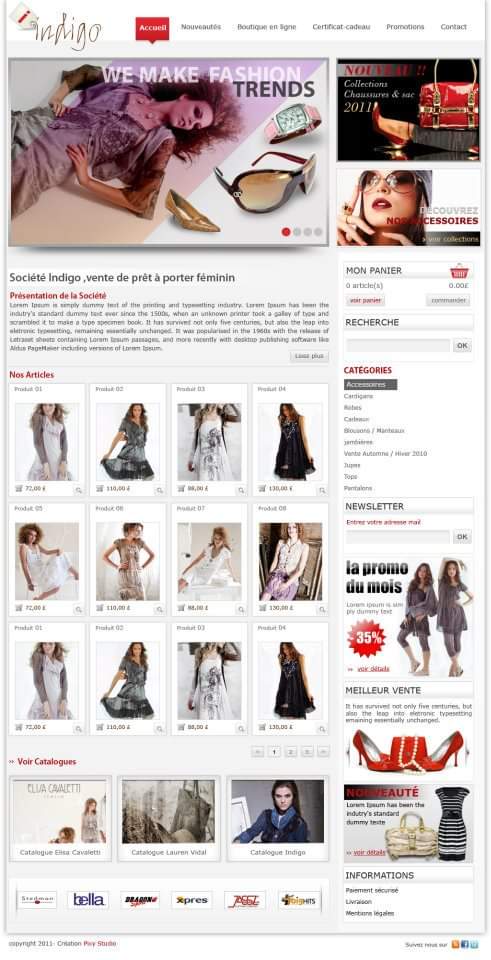 i indigo
Accueil Nouveautés Boutique en ligne Certificat-cadeau Promotions Contact
WE MAKE FASHION
TRENDS
NOUVEAU !!
Collections
Chaussures & sac
2011
DÉCOUVREZ
NOS ACCESSOIRES
» voir collections
Société Indigo ,vente de prêt à porter féminin
Présentation de la Société
Lorem Ipsum is simply dummy text of the printing and typesetting industry. Lorem Ipsum has been the
indutry's standard dummy text ever since the 1500s, when an unknown printer took a galley of type and
scrambled it to make a type specimen book. It has survived not only five centuries, but also the leap into
eletronic typesetting, remaining essentially unchanged. It was popularised in the 1960s with the release of
Letraset sheets containing Lorem Ipsum passages, and more recently with desktop publishing software like
Aldus PageMaker including versions of Lorem Ipsum.
Nos Articles
Produit 01 Produit 02 Produit 03 Produit 04
72,00 £ 110,00 £ 88,00 £ 130,00 £
Produit 05 Produit 06 Produit 07 Produit 08
72,00 £ 110,00 £ 88,00 £ 130,00 £
Produit 01 Produit 02 Produit 03 Produit 04
72,00 £ 110,00 £ 88,00 £ 130,00 £
<< 1 2 3 >>
Voir Catalogues
ELISA CAVALETTI
Catalogue Elisa Cavaletti
Catalogue Lauren Vidal
Catalogue Indigo
Stedman bella DRAGON xpres JASSZ bigHITS
MON PANIER
0 article(s) 0.00£
voir panier commander
RECHERCHE
OK
CATÉGORIES
Accessoires
Cardigans
Robes
Cadeaux
Blousons / Manteaux
jambières
Vente Automne / Hiver 2010
Jupes
Tops
Pantalons
NEWSLETTER
Entrez votre adresse mail
OK
la promo
du mois
Lorem ipsum is sim
ply dummy text
- 35%
>> voir détails
MEILLEUR VENTE
It has survived not only five centuries, but
also the leap into eletronic typesetting
emaining essentially unchanged.
NOUVEAUTÉ
Lorem Ipsum has been the
indutry's standard
dummy texte
>> voir détails
INFORMATIONS
Paiement sécurisé
Livraison
Mentions légales
copyright 2011- Création Pixy Studio
Suivez nous sur